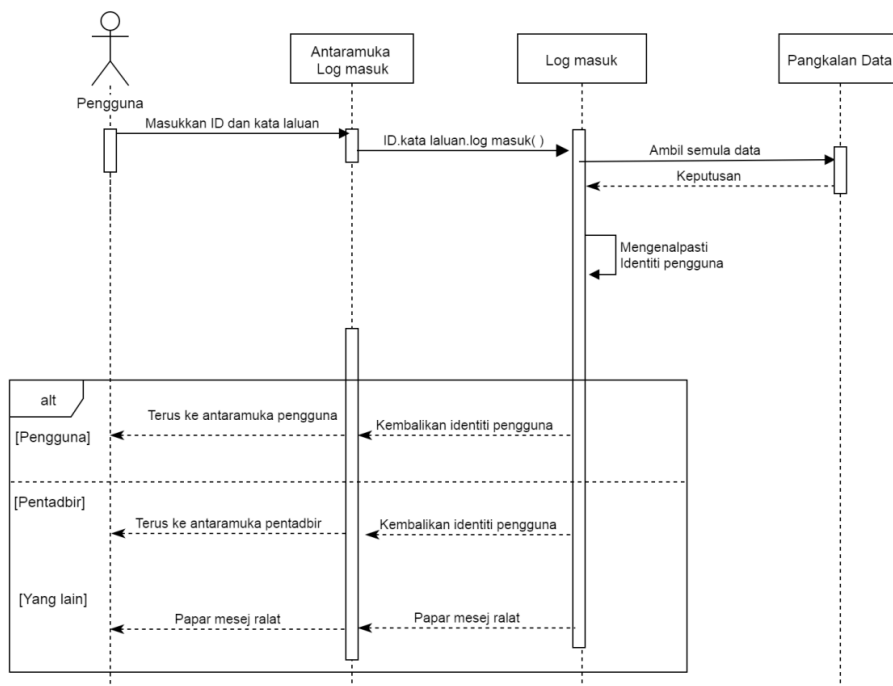 Pengguna
Antaramuka
Log masuk
Log masuk
Pangkalan Data
Masukkan ID dan kata laluan
ID.kata laluan.log masuk( )
Ambil semula data
Keputusan
Mengenalpasti
Identiti pengguna
alt
[Pengguna]
Terus ke antaramuka pengguna
Kembalikan identiti pengguna
[Pentadbir]
Terus ke antaramuka pentadbir
Kembalikan identiti pengguna
[Yang lain]
Papar mesej ralat
Papar mesej ralat